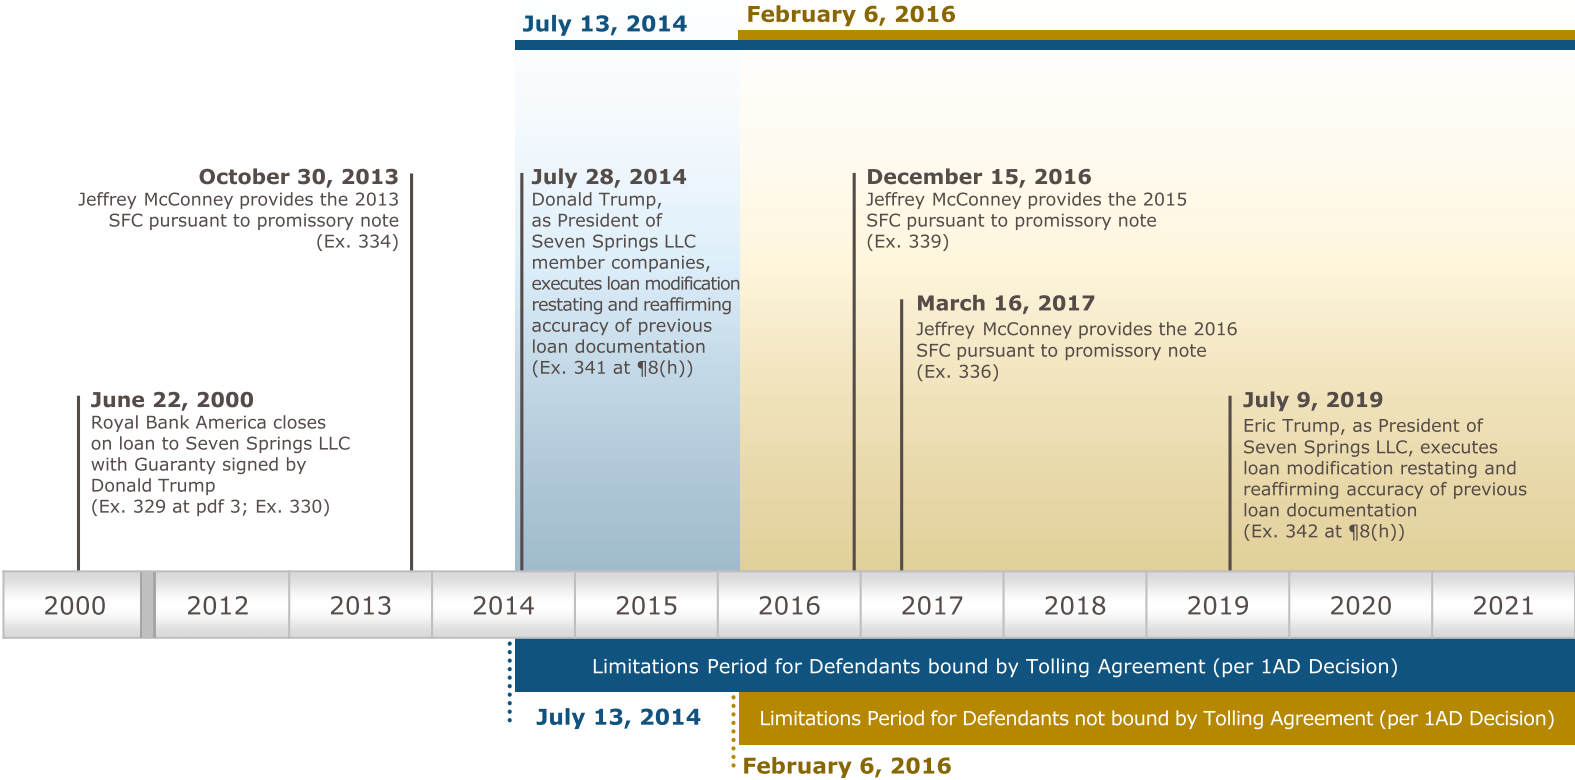 July 13, 2014
February 6, 2016
October 30, 2013
Jeffrey McConney provides the 2013
SFC pursuant to promissory note
(Ex. 334)
July 28, 2014
Donald Trump,
as President of
Seven Springs LLC
member companies,
executes loan modification
restating and reaffirming
accuracy of previous
loan documentation
(Ex. 341 at ¶8(h))
December 15, 2016
Jeffrey McConney provides the 2015
SFC pursuant to promissory note
(Ex. 339)
March 16, 2017
Jeffrey McConney provides the 2016
SFC pursuant to promissory note
(Ex. 336)
June 22, 2000
Royal Bank America closes
on loan to Seven Springs LLC
with Guaranty signed by
Donald Trump
(Ex. 329 at pdf 3; Ex. 330)
July 9, 2019
Eric Trump, as President of
Seven Springs LLC, executes
loan modification restating and
reaffirming accuracy of previous
loan documentation
(Ex. 342 at ¶8(h))
2000 2012 2013 2014 2015 2016 2017 2018 2019 2020 2021
Limitations Period for Defendants bound by Tolling Agreement (per 1AD Decision)
July 13, 2014
Limitations Period for Defendants not bound by Tolling Agreement (per 1AD Decision)
February 6, 2016